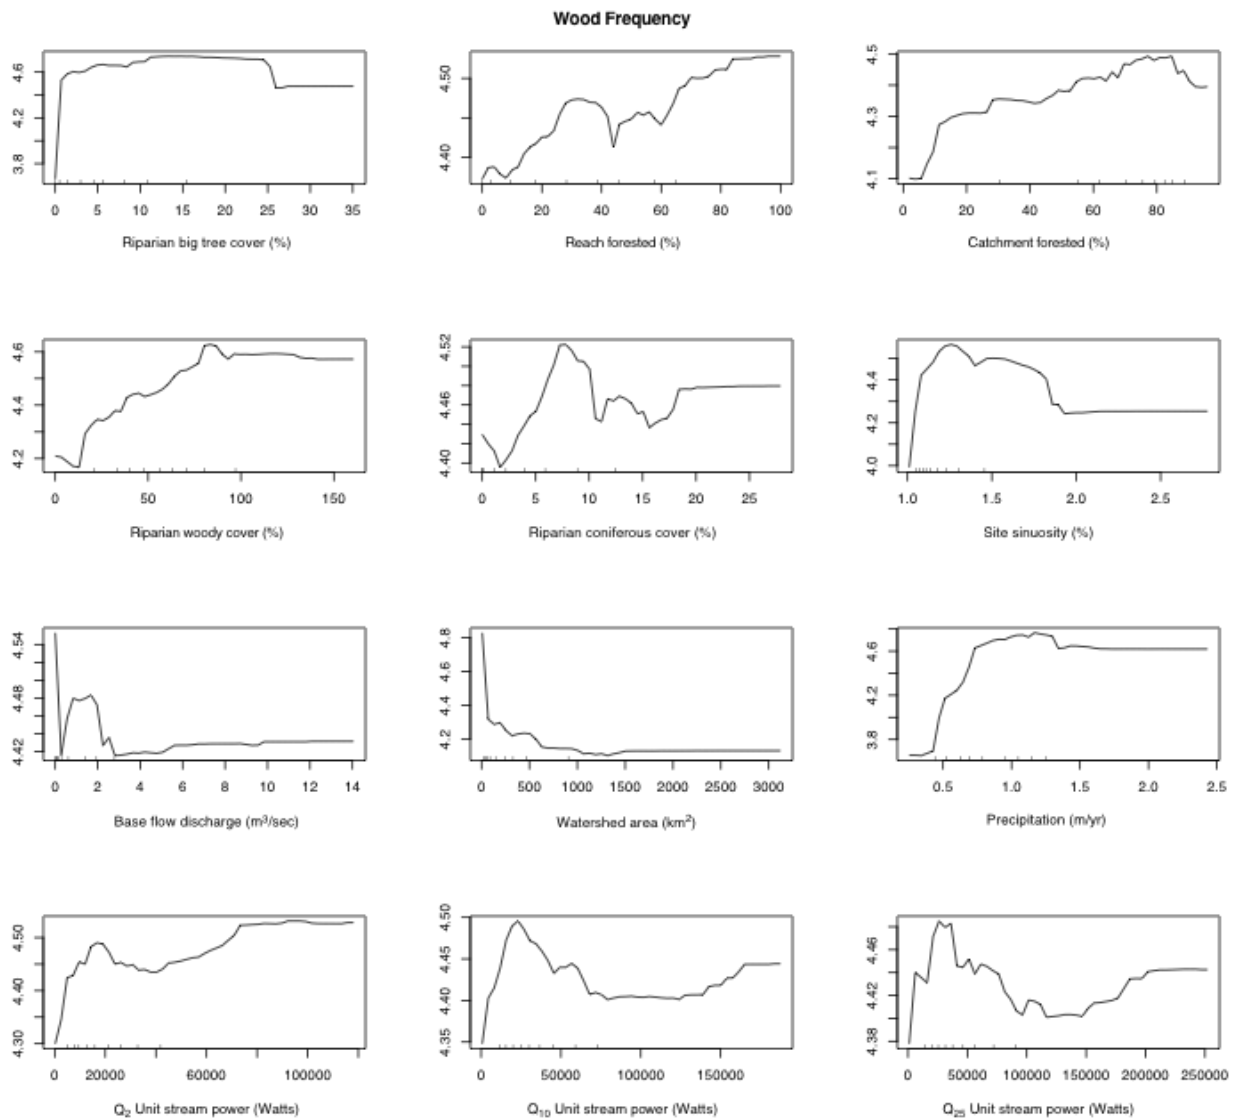 Wood Frequency
3.8 4.2 4.6
0 5 10 15 20 25 30 35
Riparian big tree cover (%)
4.40 4.50
0 20 40 60 80 100
Reach forested (%)
4.1 4.3 4.5
0 20 40 60 80
Catchment forested (%)
4.2 4.4 4.6
0 50 100 150
Riparian woody cover (%)
4.40 4.46 4.52
0 5 10 15 20 25
Riparian coniferous cover (%)
4.0 4.2 4.4
1.0 1.5 2.0 2.5
Site sinuosity (%)
4.42 4.48 4.54
0 2 4 6 8 10 12 14
Base flow discharge (m³/sec)
4.2 4.4 4.6 4.8
0 500 1000 1500 2000 2500 3000
Watershed area (km²)
3.8 4.2 4.6
0.5 1.0 1.5 2.0 2.5
Precipitation (m/yr)
4.30 4.40 4.50
0 20000 60000 100000
Q₂ Unit stream power (Watts)
4.35 4.40 4.45 4.50
0 50000 150000
Q₁₀ Unit stream power (Watts)
4.38 4.42 4.46
0 50000 100000 150000 200000 250000
Q₂₅ Unit stream power (Watts)